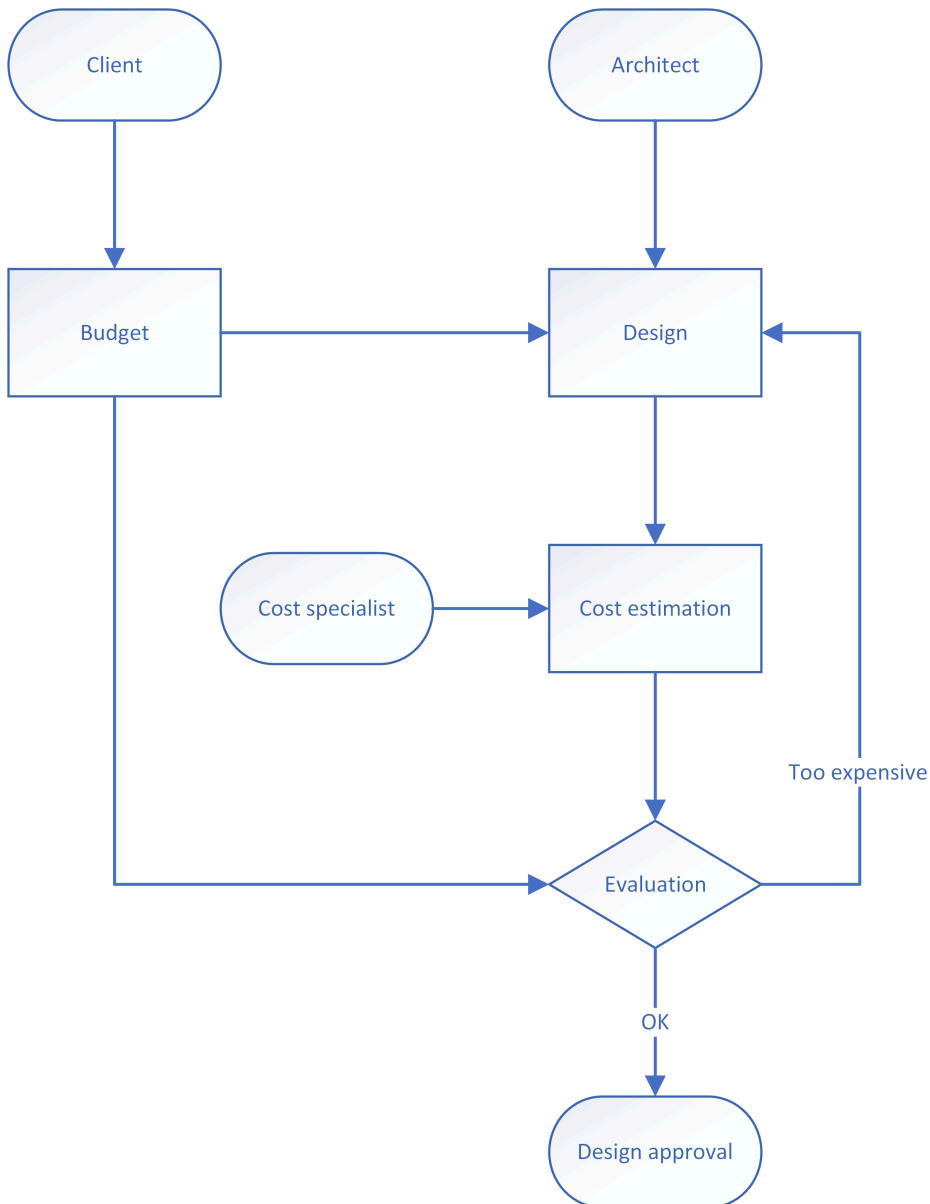 Client
Architect
Budget
Design
Cost specialist
Cost estimation
Too expensive
Evaluation
OK
Design approval